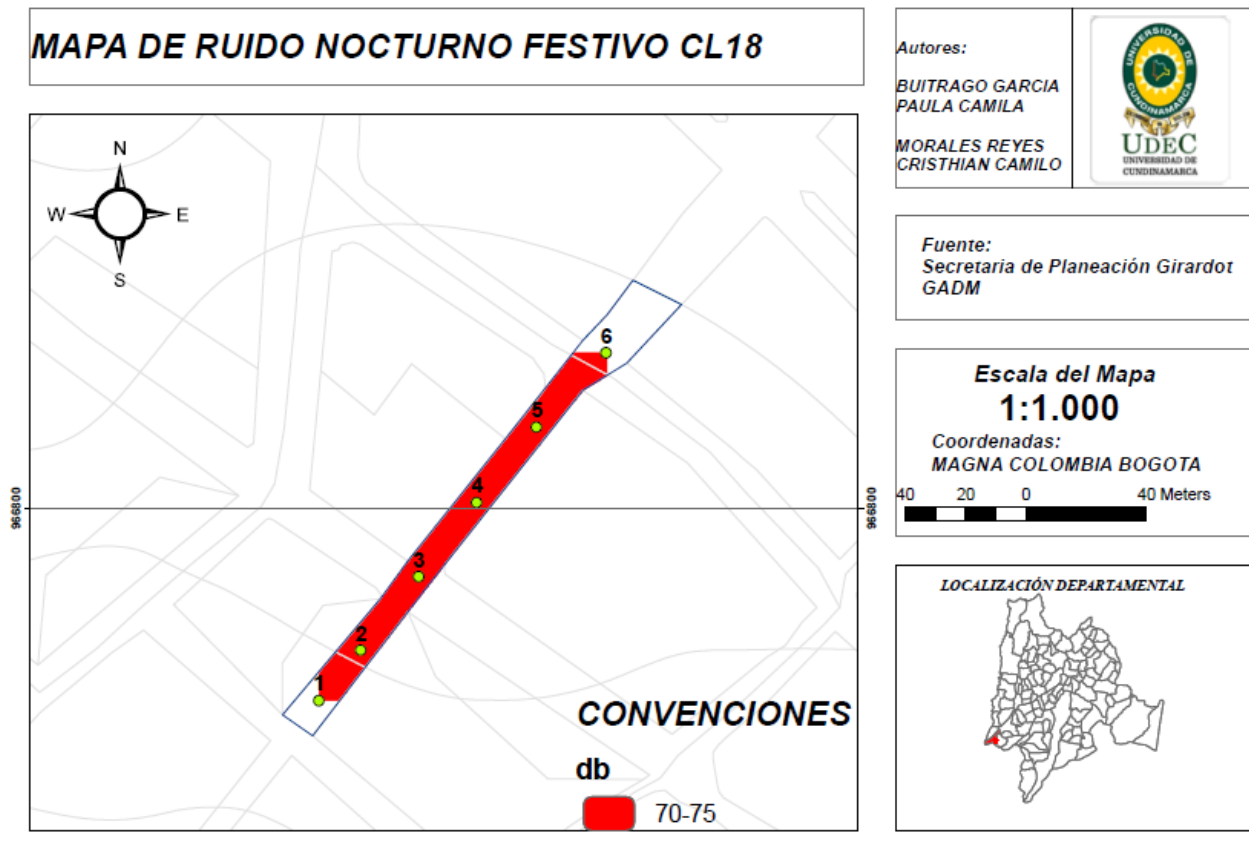 MAPA DE RUIDO NOCTURNO FESTIVO CL18
N
W
E
S
6
5
4
3
2
1
966800
966800
CONVENCIONES
db
70-75
Autores:
BUITRAGO GARCIA
PAULA CAMILA
MORALES REYES
CRISTHIAN CAMILO
UNIVERSIDAD DE
CUNDINAMARCA
UDEC
UNIVERSIDAD DE
CUNDINAMARCA
Fuente:
Secretaria de Planeación Girardot
GADM
Escala del Mapa
1:1.000
Coordenadas:
MAGNA COLOMBIA BOGOTA
40 20 0 40 Meters
LOCALIZACIÓN DEPARTAMENTAL